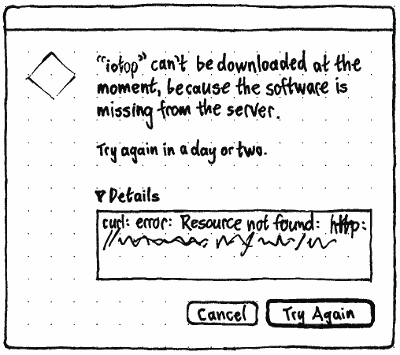 "iotop" can't be downloaded at the
moment, because the software is
missing from the server.
Try again in a day or two.
▼ Details
curl: error: Resource not found: http:
//
Cancel
Try Again